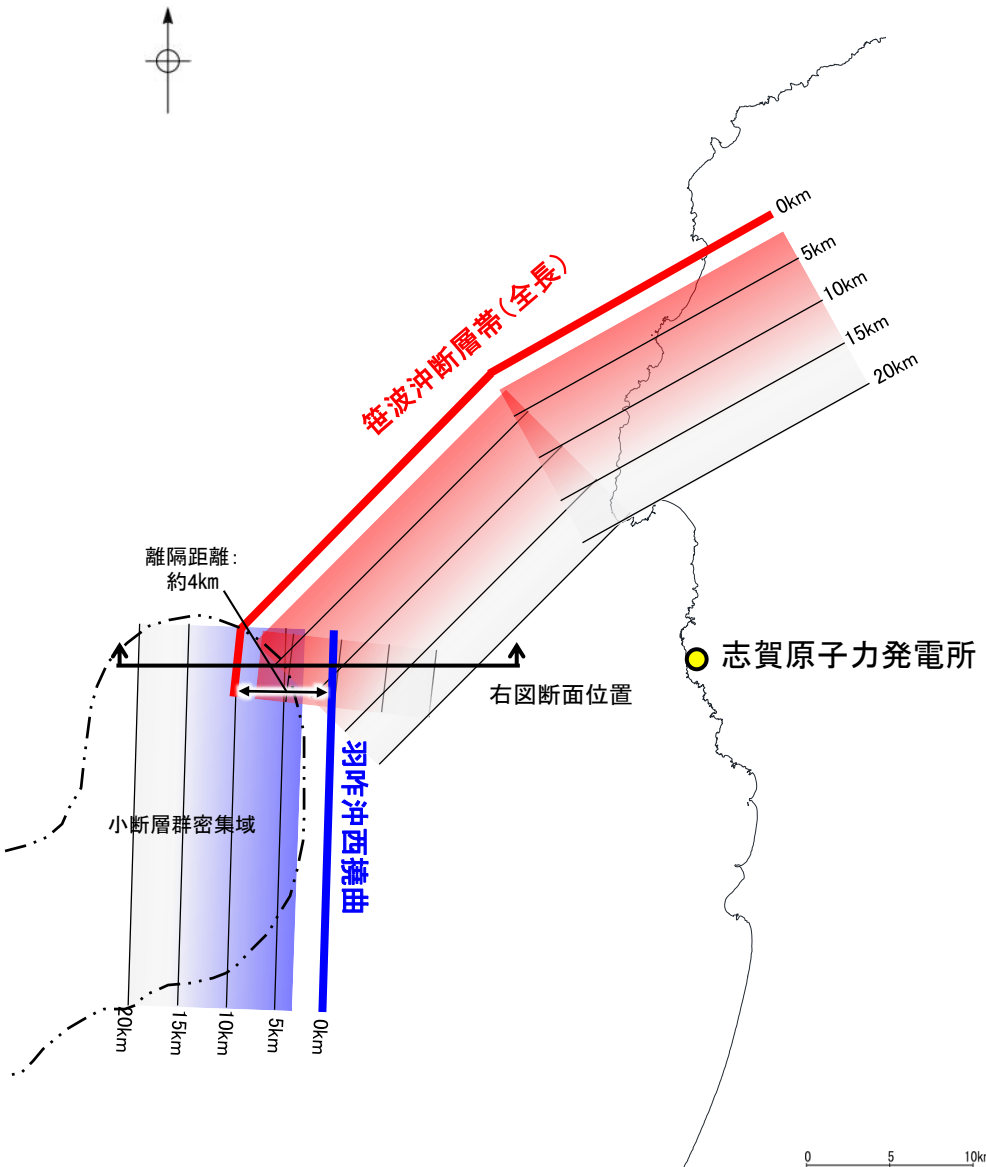 0km
5km
10km
15km
20km
笹波沖断層帯(全長)
離隔距離:
約4km
志賀原子力発電所
右図断面位置
羽咋沖西撓曲
小断層群密集域
20km
15km
10km
5km
0km
0 5 10km